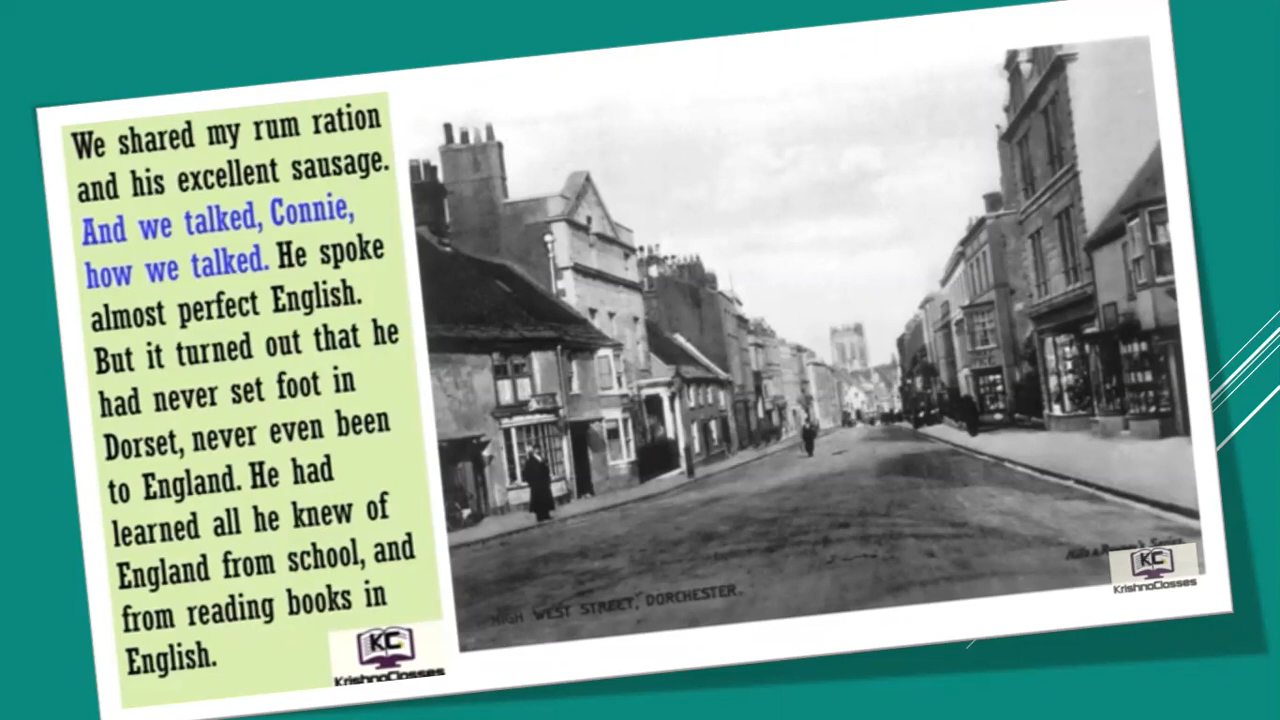 We shared my rum ration
and his excellent sausage.
And we talked, Connie,
how we talked. He spoke
almost perfect English.
But it turned out that he
had never set foot in
Dorset, never even been
to England. He had
learned all he knew of
England from school, and
from reading books in
English.
KC
KrishnoClosses
HIGH WEST STREET, DORCHESTER.
Series
KC
KrishnoClosses